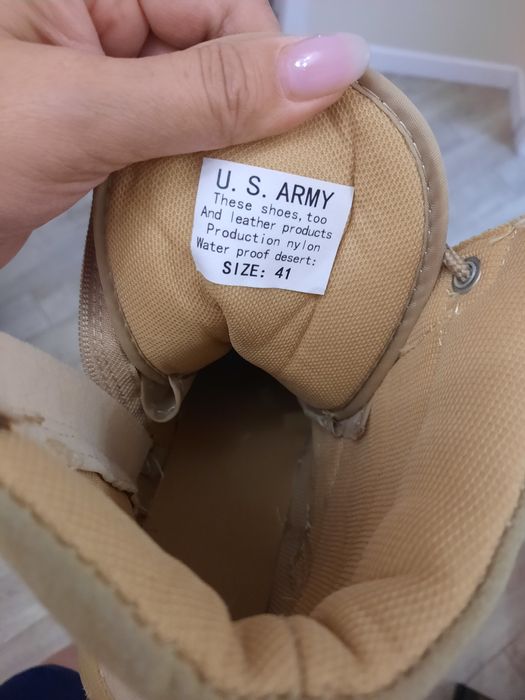 U. S. ARMY
These shoes, too
And leather products
Production nylon
Water proof desert:
SIZE: 41